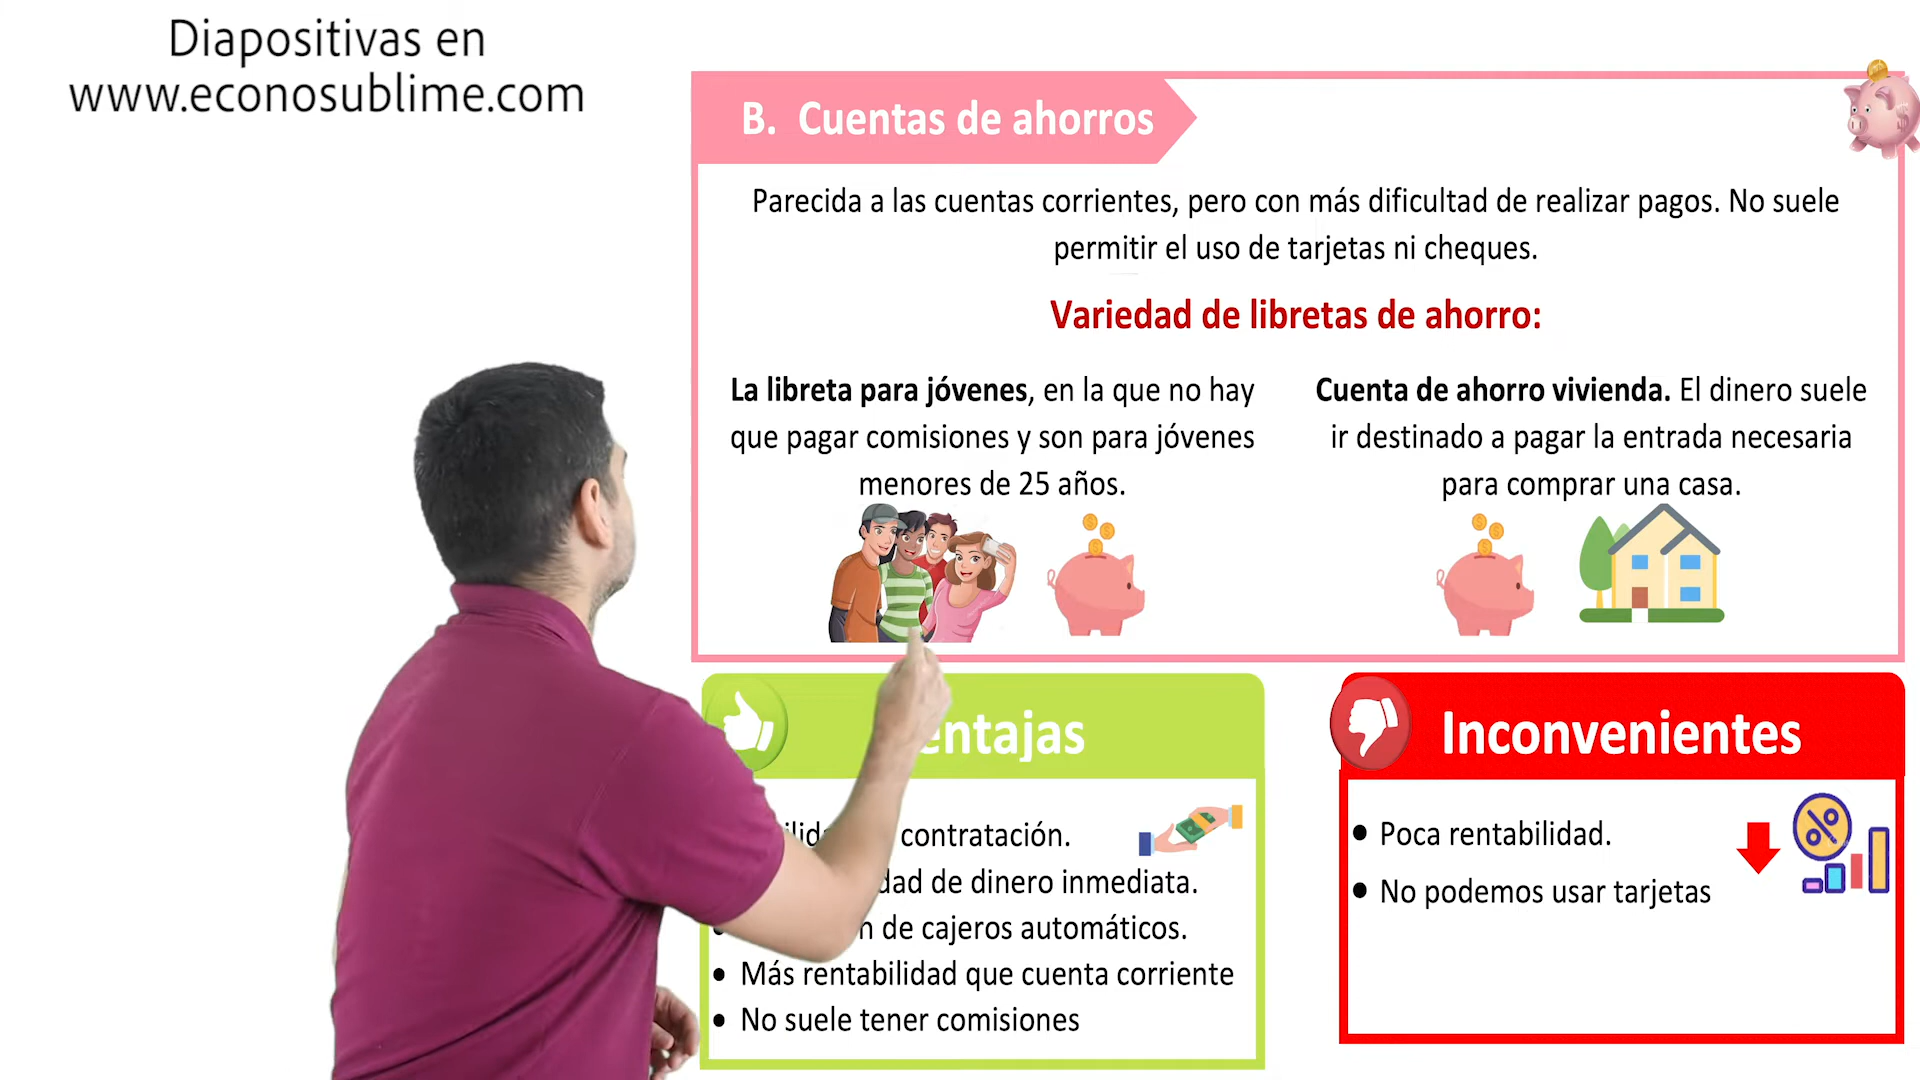 Diapositivas en
www.econosublime.com
B. Cuentas de ahorros
Parecida a las cuentas corrientes, pero con más dificultad de realizar pagos. No suele
permitir el uso de tarjetas ni cheques.
Variedad de libretas de ahorro:
La libreta para jóvenes, en la que no hay
que pagar comisiones y son para jóvenes
menores de 25 años.
Cuenta de ahorro vivienda. El dinero suele
ir destinado a pagar la entrada necesaria
para comprar una casa.
entajas
contratación.
de dinero inmediata.
de cajeros automáticos.
• Más rentabilidad que cuenta corriente
• No suele tener comisiones
Inconvenientes
• Poca rentabilidad.
• No podemos usar tarjetas